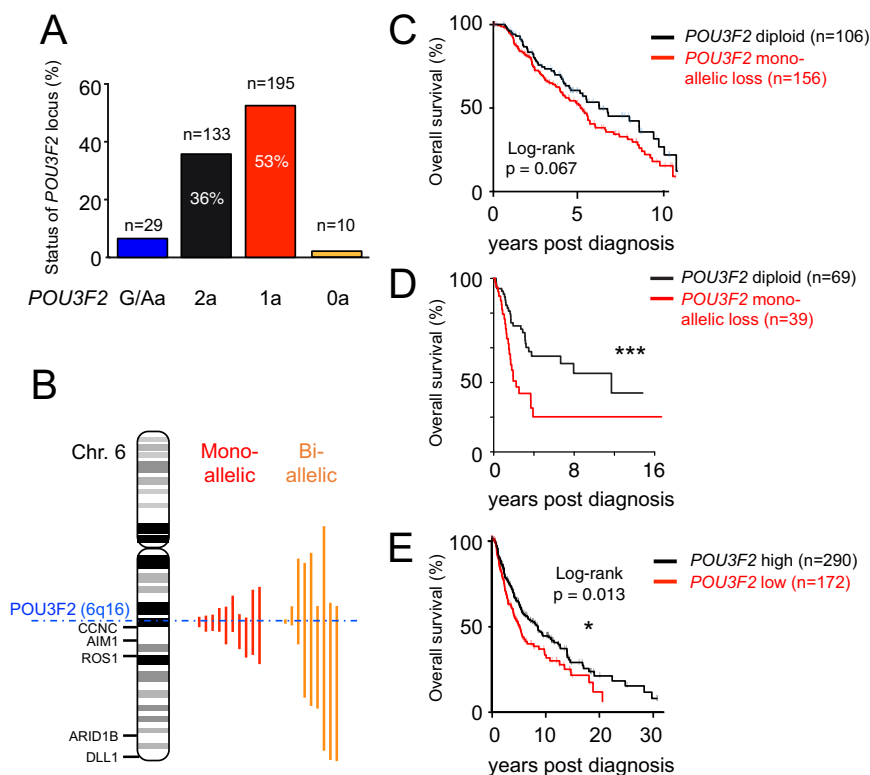 A
Status of POU3F2 locus (%)
60
40
20
0
n=29
n=133
n=195
n=10
36%
53%
POU3F2 G/Aa 2a 1a 0a
B
Chr. 6
Mono-
allelic
Bi-
allelic
POU3F2 (6q16)
CCNC
AIM1
ROS1
ARID1B
DLL1
C
Overall survival (%)
100
50
0
POU3F2 diploid (n=106)
POU3F2 mono-
allelic loss (n=156)
Log-rank
p = 0.067
0 5 10
years post diagnosis
D
Overall survival (%)
100
50
0
POU3F2 diploid (n=69)
POU3F2 mono-
allelic loss (n=39)
***
0 4 8 16
years post diagnosis
E
Overall survival (%)
100
50
0
Log-rank
p = 0.013
*
POU3F2 high (n=290)
POU3F2 low (n=172)
0 10 20 30
years post diagnosis